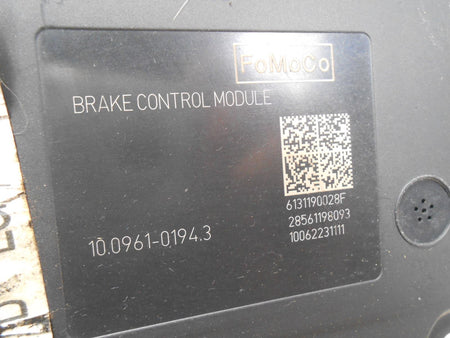 FoMoCo
BRAKE CONTROL MODULE
6131190028F
28561198093
10062231111
10.0961-0194.3